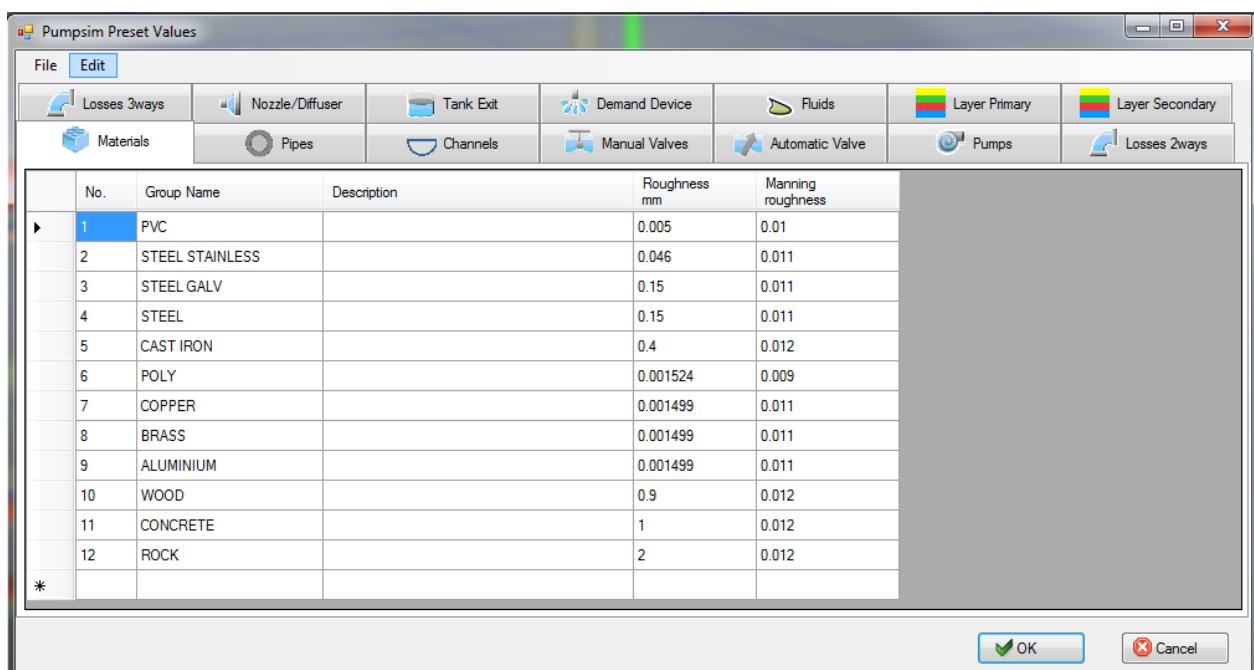 Pumpsim Preset Values
File Edit
Losses 3ways Nozzle/Diffuser Tank Exit Demand Device Fluids Layer Primary Layer Secondary
Materials Pipes Channels Manual Valves Automatic Valve Pumps Losses 2ways
No. Group Name Description Roughness mm Manning roughness
1 PVC 0.005 0.01
2 STEEL STAINLESS 0.046 0.011
3 STEEL GALV 0.15 0.011
4 STEEL 0.15 0.011
5 CAST IRON 0.4 0.012
6 POLY 0.001524 0.009
7 COPPER 0.001499 0.011
8 BRASS 0.001499 0.011
9 ALUMINIUM 0.001499 0.011
10 WOOD 0.9 0.012
11 CONCRETE 1 0.012
12 ROCK 2 0.012
OK Cancel